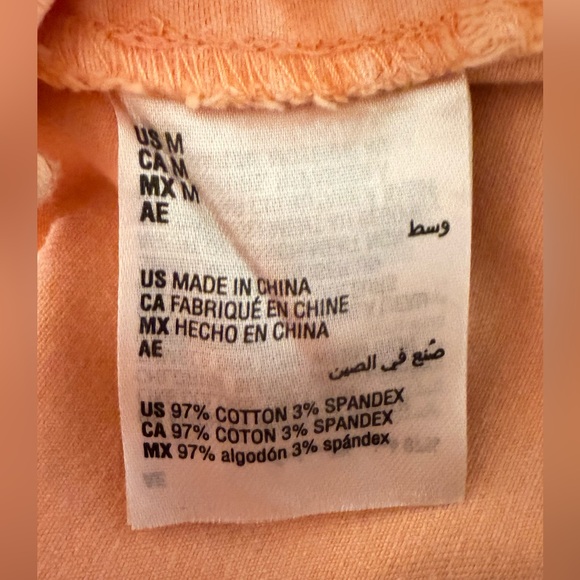 US M
CA M
MX M
AE
وسط
US MADE IN CHINA
CA FABRIQUÉ EN CHINE
MX HECHO EN CHINA
AE
صُنع في الصين
US 97% COTTON 3% SPANDEX
CA 97% COTON 3% SPANDEX
MX 97% algodón 3% spándex